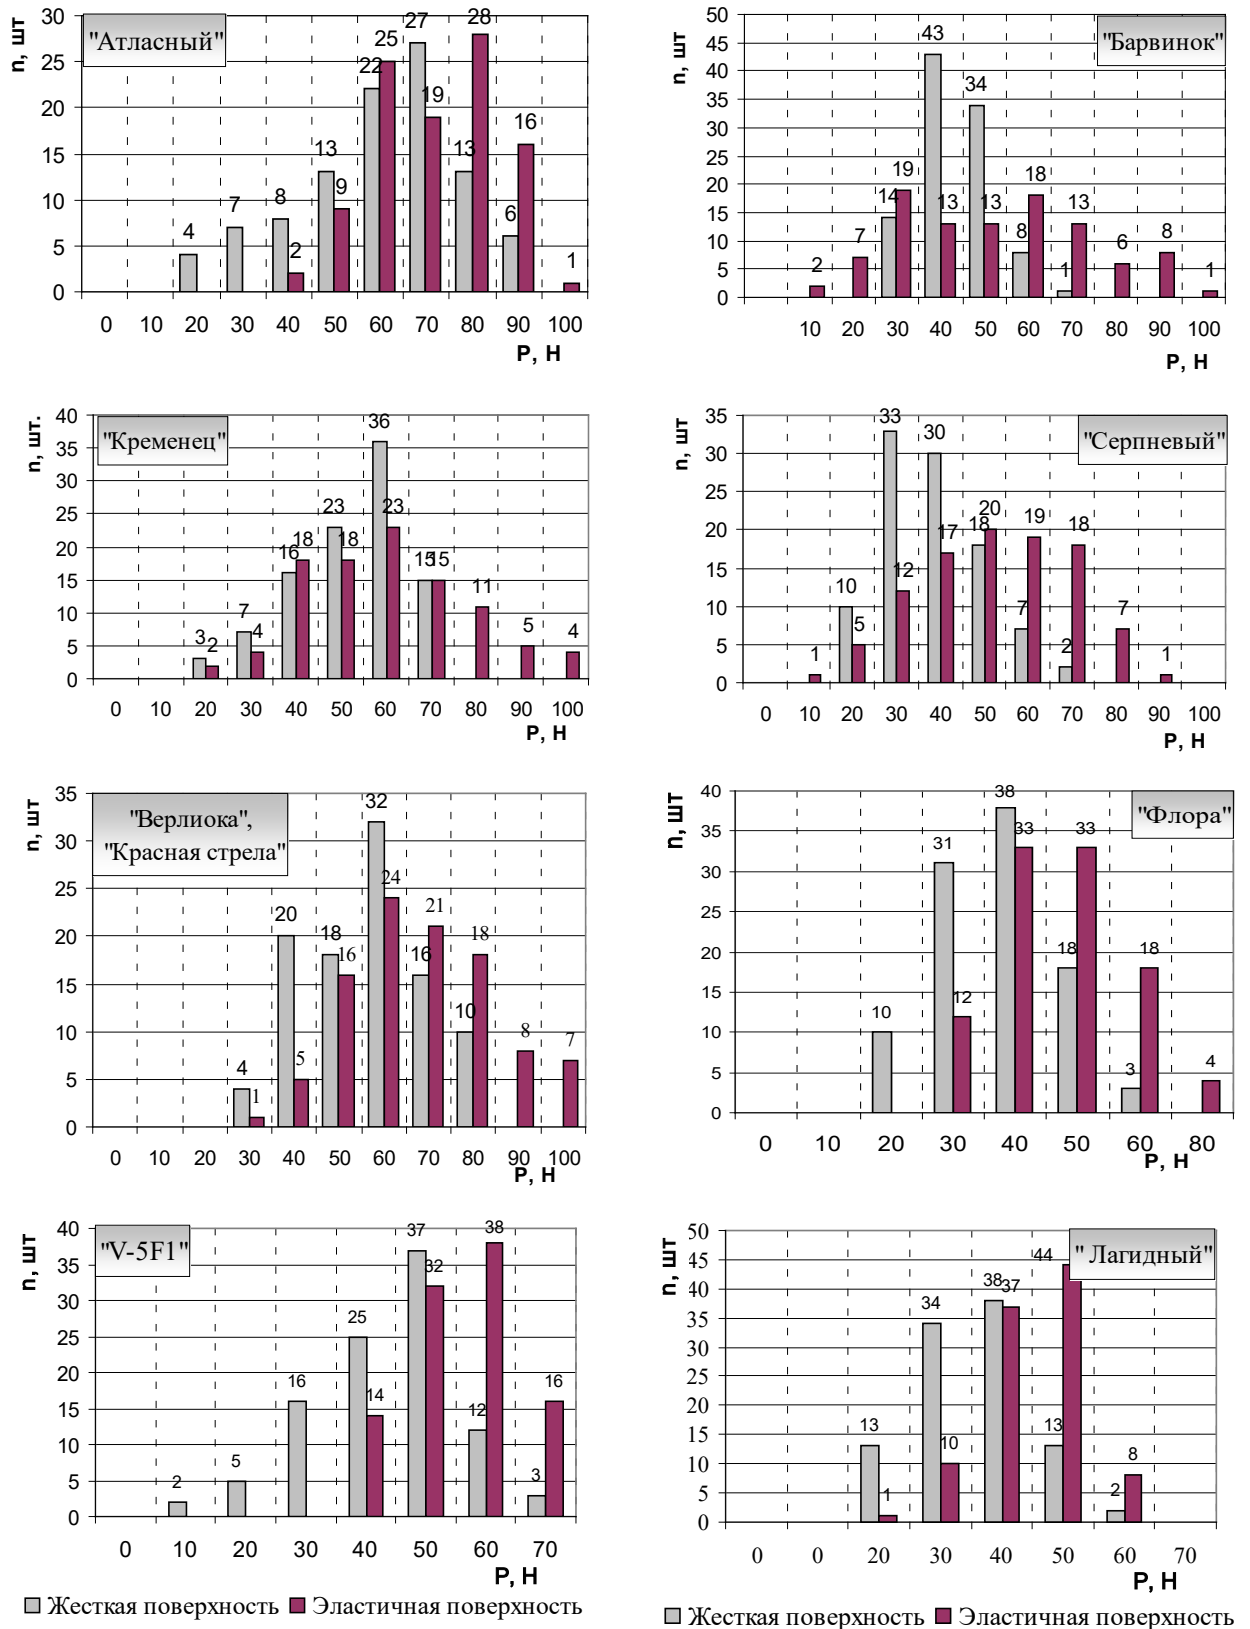 "Атласный"
n, шт
30
25
20
15
10
5
0
4 7 8 2 13 9 22 25 27 19 13 28 6 16 1
0 10 20 30 40 50 60 70 80 90 100
P, Н
"Барвинок"
n, шт
50
45
40
35
30
25
20
15
10
5
0
2 7 14 19 43 13 34 13 8 18 1 13 6 8 1
10 20 30 40 50 60 70 80 90 100
P, Н
"Кременец"
n, шт.
40
35
30
25
20
15
10
5
0
3 2 7 4 16 18 23 18 36 23 15 15 11 5 4
0 10 20 30 40 50 60 70 80 90 100
P, Н
"Серпневый"
n, шт
35
30
25
20
15
10
5
0
1 10 5 33 12 30 17 18 20 7 19 2 18 7 1
0 10 20 30 40 50 60 70 80 90 100
P, Н
"Верлиока",
"Красная стрела"
n, шт
35
30
25
20
15
10
5
0
4 1 20 5 18 16 32 24 16 21 10 18 8 7
0 10 20 30 40 50 60 70 80 90 100
P, Н
"Флора"
n, шт
40
35
30
25
20
15
10
5
0
10 31 12 38 33 18 33 3 18 4
0 10 20 30 40 50 60 80
P, Н
"V-5F1"
n, шт
40
35
30
25
20
15
10
5
0
2 5 16 25 14 37 32 12 38 3 16
0 10 20 30 40 50 60 70
P, Н
" Лагидный"
n, шт
50
45
40
35
30
25
20
15
10
5
0
13 1 34 10 38 37 13 44 2 8
0 0 20 30 40 50 60 70
P, Н
Жесткая поверхность Эластичная поверхность
Жесткая поверхность Эластичная поверхность